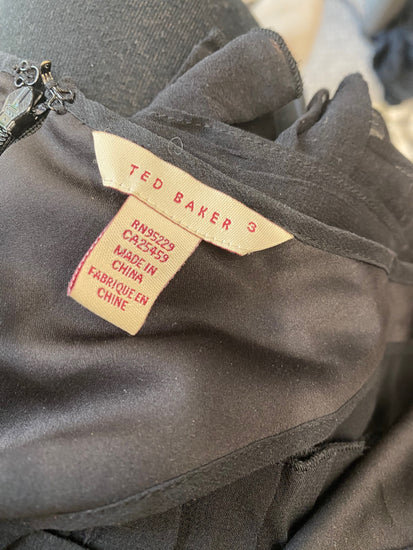 TED BAKER 3
RN95229
CA25459
MADE IN
CHINA
FABRIQUE EN
CHINE